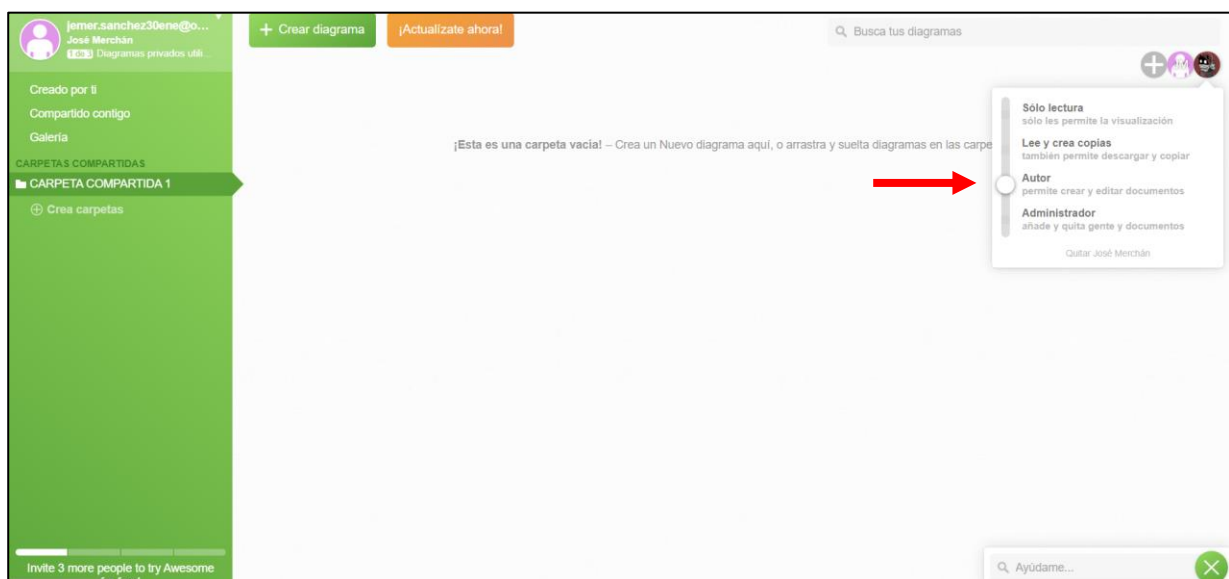 jemer.sanchez30ene@o...
José Merchán
1 de 3 Diagramas privados utili...
+ Crear diagrama
¡Actualízate ahora!
Busca tus diagramas
Creado por ti
Compartido contigo
Galería
CARPETAS COMPARTIDAS
CARPETA COMPARTIDA 1
Crea carpetas
¡Esta es una carpeta vacía! – Crea un Nuevo diagrama aquí, o arrastra y suelta diagramas en las carpe
Sólo lectura
sólo les permite la visualización
Lee y crea copias
también permite descargar y copiar
Autor
permite crear y editar documentos
Administrador
añade y quita gente y documentos
Quitar José Merchán
Invite 3 more people to try Awesome
Ayúdame...